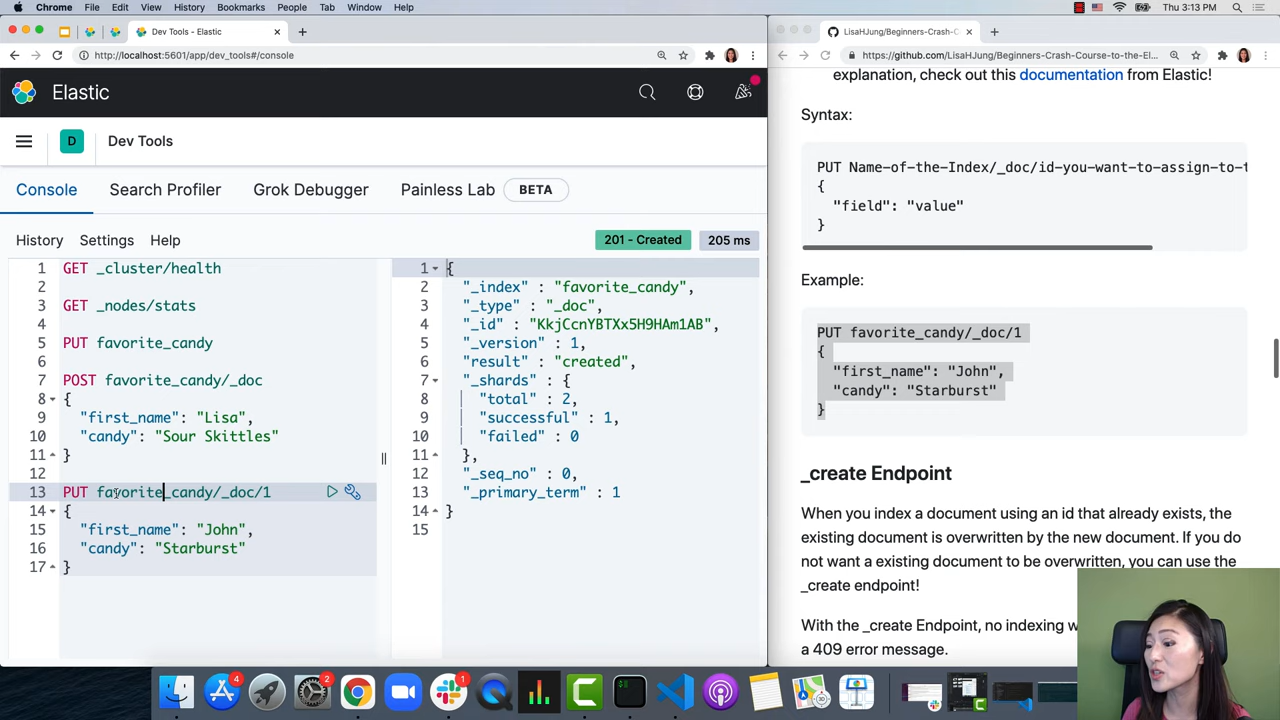 Chrome File Edit View History Bookmarks People Tab Window Help Thu 3:13 PM
Dev Tools - Elastic
http://localhost:5601/app/dev_tools#/console
Elastic
D Dev Tools
Console Search Profiler Grok Debugger Painless Lab BETA
History Settings Help 201 - Created 205 ms
1 GET _cluster/health
2
3 GET _nodes/stats
4
5 PUT favorite_candy
6
7 POST favorite_candy/_doc
8 {
9 "first_name": "Lisa",
10 "candy": "Sour Skittles"
11 }
12
13 PUT favorite_candy/_doc/1
14 {
15 "first_name": "John",
16 "candy": "Starburst"
17 }
1 {
2 "_index" : "favorite_candy",
3 "_type" : "_doc",
4 "_id" : "KkjCcnYBTXx5H9HAm1AB",
5 "_version" : 1,
6 "result" : "created",
7 "_shards" : {
8 "total" : 2,
9 "successful" : 1,
10 "failed" : 0
11 },
12 "_seq_no" : 0,
13 "_primary_term" : 1
14 }
15
LisaHJung/Beginners-Crash-C
https://github.com/LisaHJung/Beginners-Crash-Course-to-the-El...
explanation, check out this documentation from Elastic!
Syntax:
PUT Name-of-the-Index/_doc/id-you-want-to-assign-to-t
{
"field": "value"
}
Example:
PUT favorite_candy/_doc/1
{
"first_name": "John",
"candy": "Starburst"
}
_create Endpoint
When you index a document using an id that already exists, the
existing document is overwritten by the new document. If you do
not want a existing document to be overwritten, you can use the
_create endpoint!
With the _create Endpoint, no indexing w
a 409 error message.
4
2
1